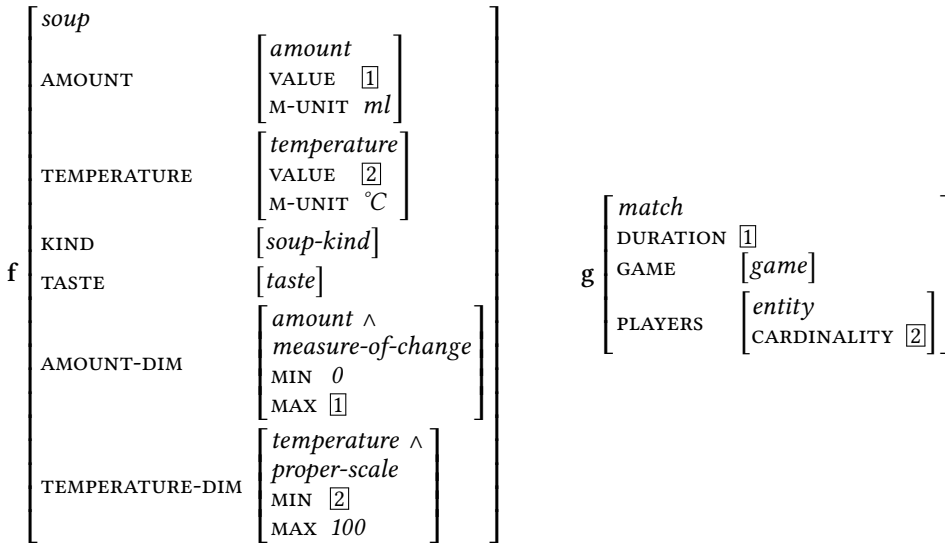 f
soup
AMOUNT
amount
VALUE 1
M-UNIT ml
TEMPERATURE
temperature
VALUE 2
M-UNIT °C
KIND [soup-kind]
TASTE [taste]
AMOUNT-DIM
amount ∧
measure-of-change
MIN 0
MAX 1
TEMPERATURE-DIM
temperature ∧
proper-scale
MIN 2
MAX 100
g
match
DURATION 1
GAME [game]
PLAYERS
entity
CARDINALITY 2